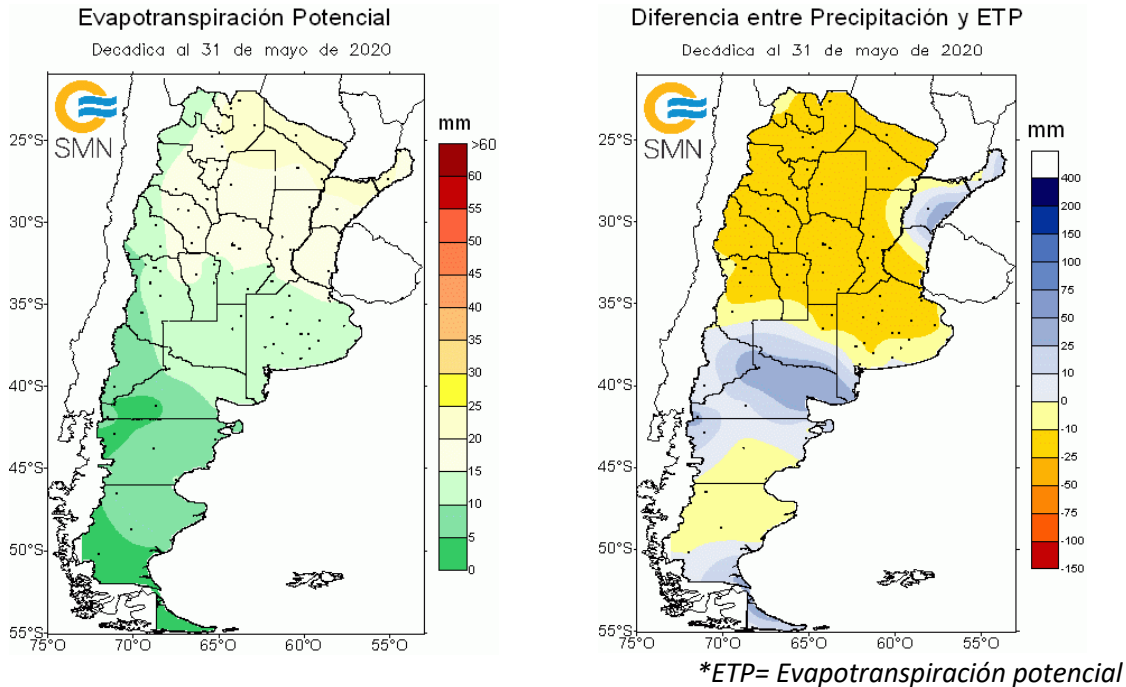 Evapotranspiración Potencial
Decádica al 31 de mayo de 2020
SMN
mm
>60
60
55
50
45
40
35
30
25
20
15
10
5
0
25°S
30°S
35°S
40°S
45°S
50°S
55°S
75°O
70°O
65°O
60°O
55°O
Diferencia entre Precipitación y ETP
Decádica al 31 de mayo de 2020
SMN
mm
400
200
150
100
75
50
25
10
0
-10
-25
-50
-75
-100
-150
25°S
30°S
35°S
40°S
45°S
50°S
55°S
75°O
70°O
65°O
60°O
55°O
*ETP= Evapotranspiración potencial